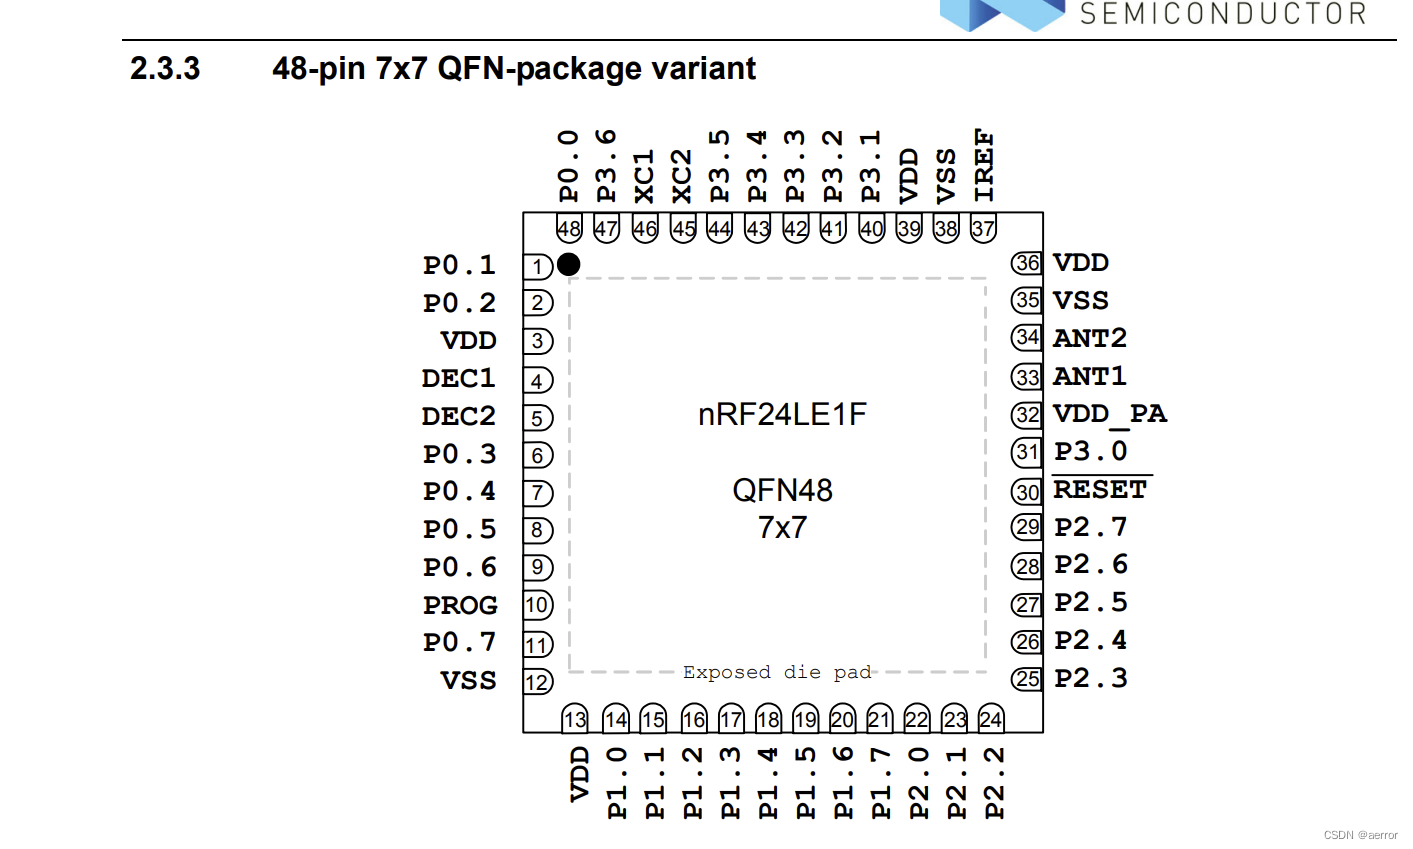 SEMICONDUCTOR
2.3.3 48-pin 7x7 QFN-package variant
P0.0 P3.6 XC1 XC2 P3.5 P3.4 P3.3 P3.2 P3.1 VDD VSS IREF
48 47 46 45 44 43 42 41 40 39 38 37
P0.1 1 36 VDD
P0.2 2 35 VSS
VDD 3 34 ANT2
DEC1 4 33 ANT1
DEC2 5 nRF24LE1F 32 VDD_PA
P0.3 6 31 P3.0
P0.4 7 QFN48 30 RESET
P0.5 8 7x7 29 P2.7
P0.6 9 28 P2.6
PROG 10 27 P2.5
P0.7 11 26 P2.4
VSS 12 Exposed die pad 25 P2.3
13 14 15 16 17 18 19 20 21 22 23 24
VDD P1.0 P1.1 P1.2 P1.3 P1.4 P1.5 P1.6 P1.7 P2.0 P2.1 P2.2
CSDN @aerror